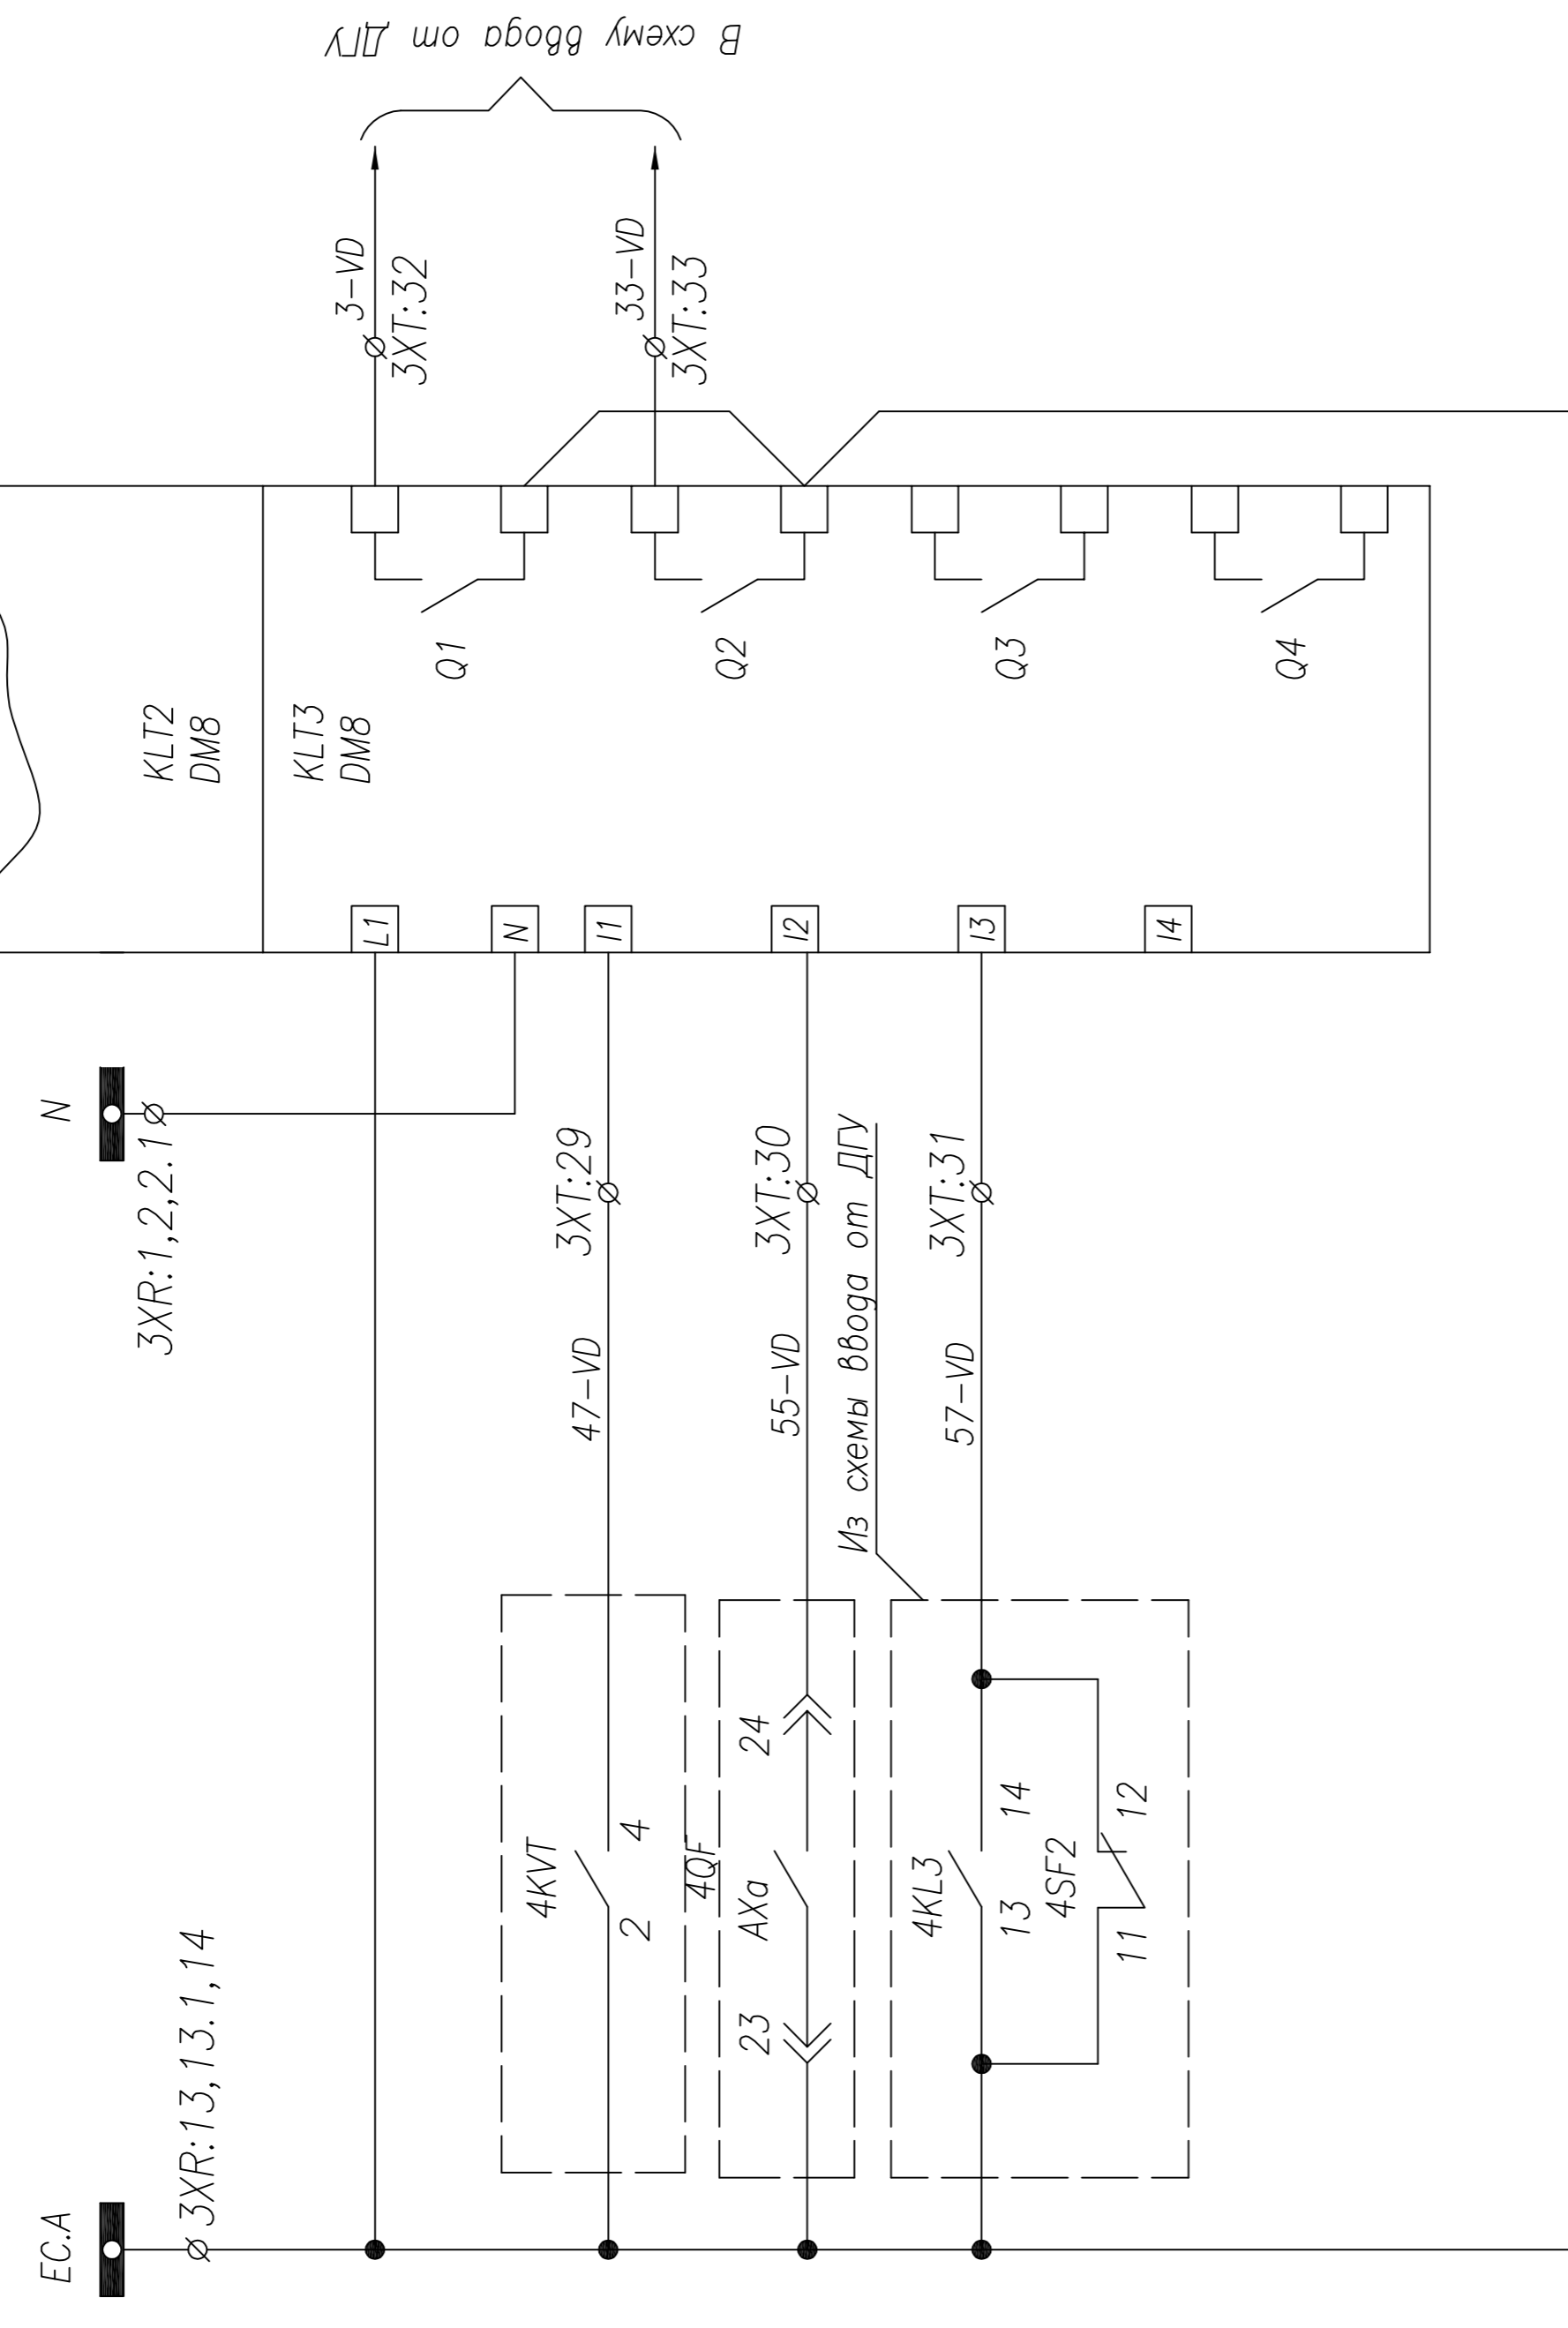 В схему ввода от ДГУ
3-VD
3XT:32
33-VD
3XT:33
KLT2
DM8
KLT3
DM8
Q1
Q2
Q3
Q4
L1
N
I1
I2
I3
I4
N
3XR:1,2,2.1
3XT:29
47-VD
3XT:30
55-VD
Из схемы ввода от ДГУ
3XT:31
57-VD
4KVT
2
4
4QF
AXa
23
24
4KL3
13
14
4SF2
11
12
EC.A
3XR:13,13.1,14